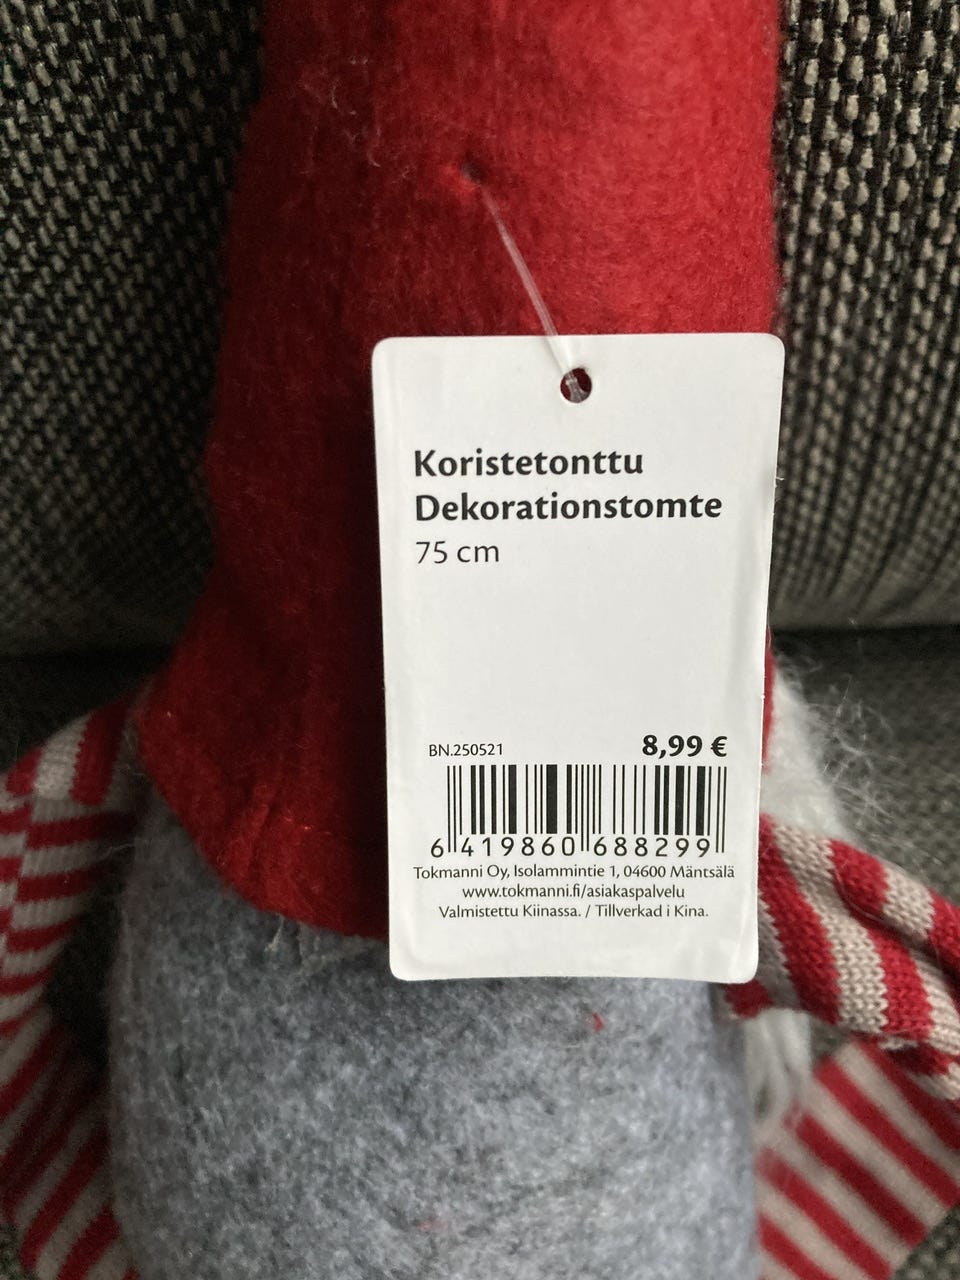 Koristetonttu
Dekorationstomte
75 cm
BN.250521 8,99 €
6 419860 688299
Tokmanni Oy, Isolammintie 1, 04600 Mäntsälä
www.tokmanni.fi/asiakaspalvelu
Valmistettu Kiinassa. / Tillverkad i Kina.